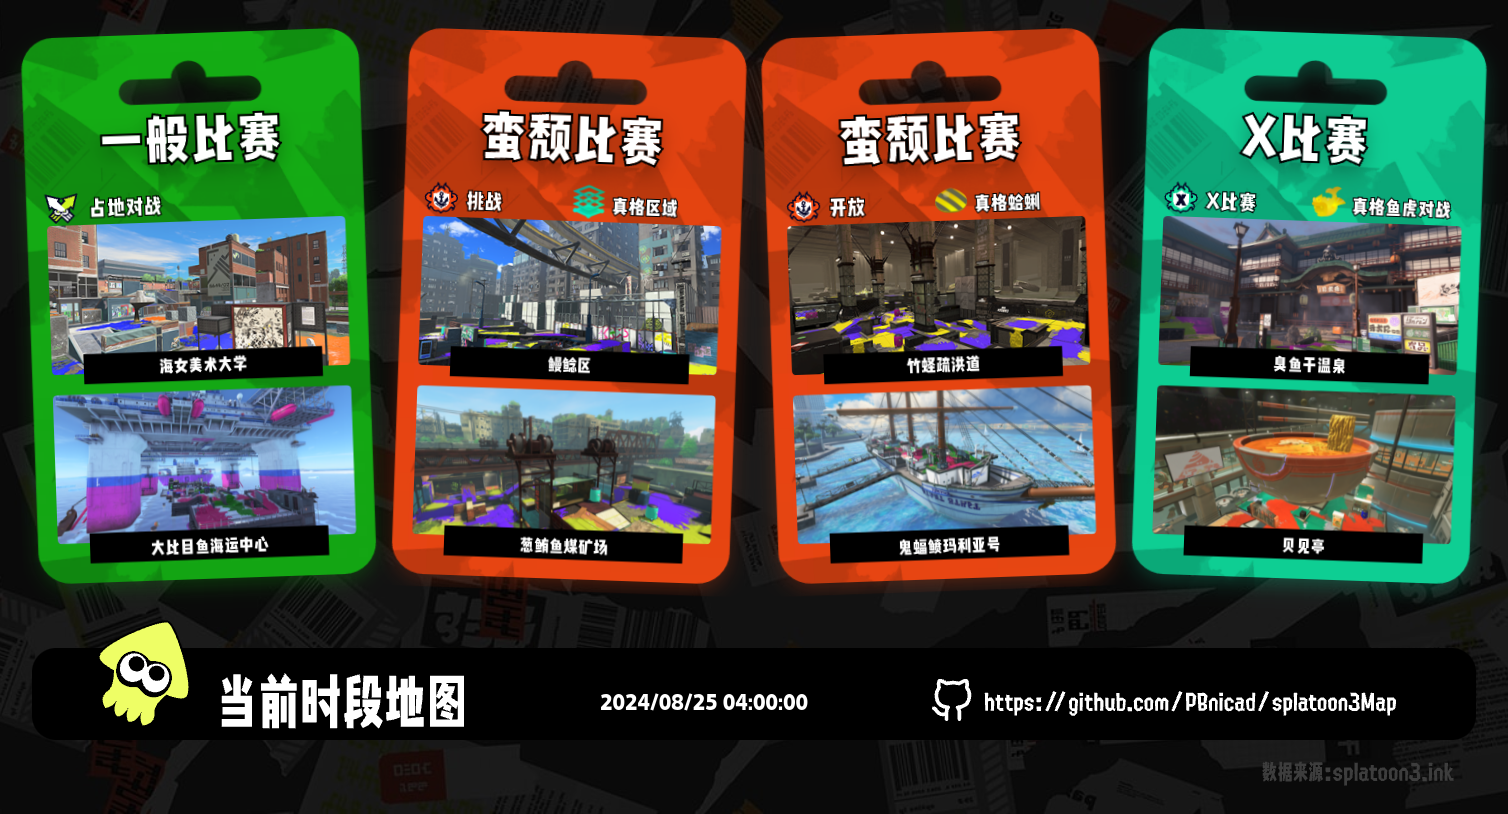 一般比赛
占地对战
海女美术大学
大比目鱼海运中心
蛮颓比赛
挑战
真格区域
鳗鲶区
葱鲔鱼煤矿场
蛮颓比赛
开放
真格蛤蜊
竹蛏疏洪道
鬼蝠鲼玛利亚号
X比赛
X比赛
真格鱼虎对战
臭鱼干温泉
贝见亭
当前时段地图
2024/08/25 04:00:00
https://github.com/PBnicad/splatoon3Map
数据来源:splatoon3.ink